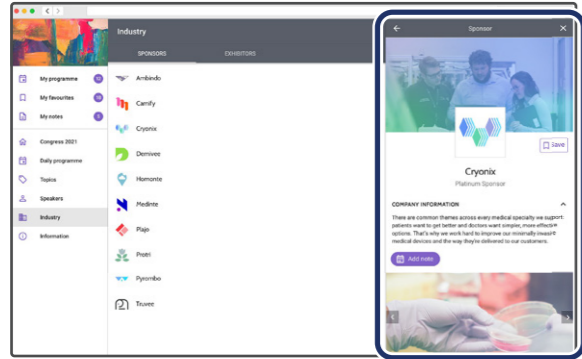 My programme
My favourites
My notes
Congress 2021
Daily programme
Topics
Speakers
Industry
Information
Industry
SPONSORS
EXHIBITORS
Ambindo
Camfy
Cryonix
Demivee
Homonte
Medinte
Plajo
Protri
Pyrombo
Truvee
Sponsor
Save
Cryonix
Platinum Sponsor
COMPANY INFORMATION
There are common themes across every medical specialty we support:
patients want to get better and doctors want simpler, more effective
options. That's why we work hard to improve our minimally invasive
medical devices and the way they're delivered to our customers.
Add note